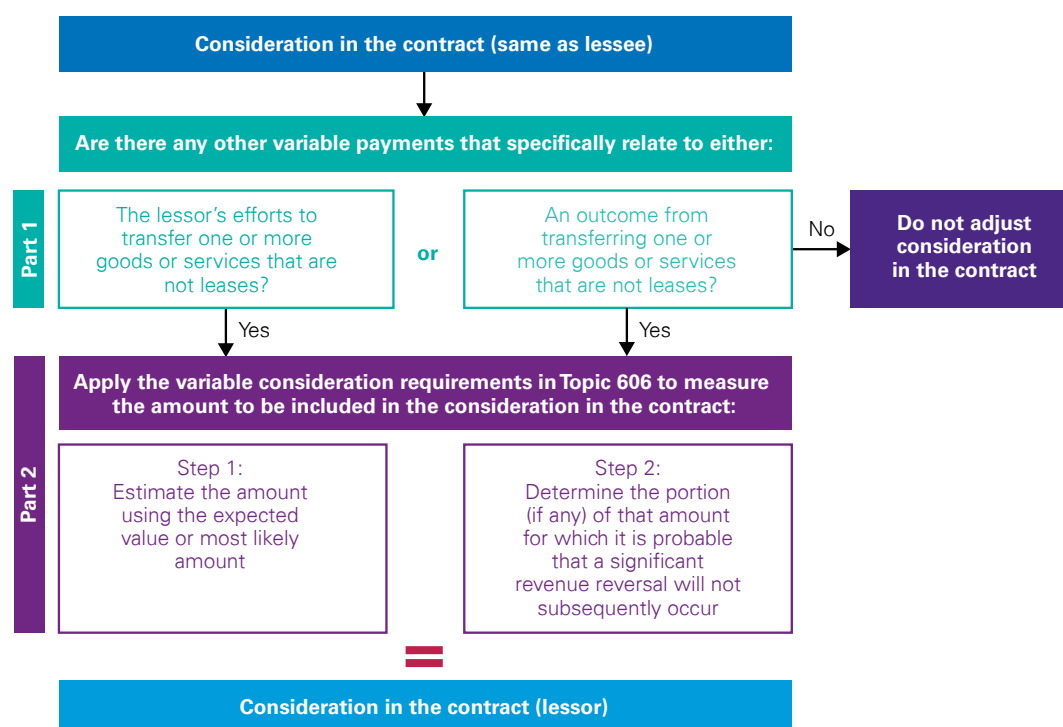 Consideration in the contract (same as lessee)
Are there any other variable payments that specifically relate to either:
Part 1
The lessor's efforts to
transfer one or more
goods or services that are
not leases?
or
An outcome from
transferring one or
more goods or services
that are not leases?
No
Do not adjust
consideration
in the contract
Yes
Yes
Part 2
Apply the variable consideration requirements in Topic 606 to measure
the amount to be included in the consideration in the contract:
Step 1:
Estimate the amount
using the expected
value or most likely
amount
Step 2:
Determine the portion
(if any) of that amount
for which it is probable
that a significant
revenue reversal will not
subsequently occur
=
Consideration in the contract (lessor)